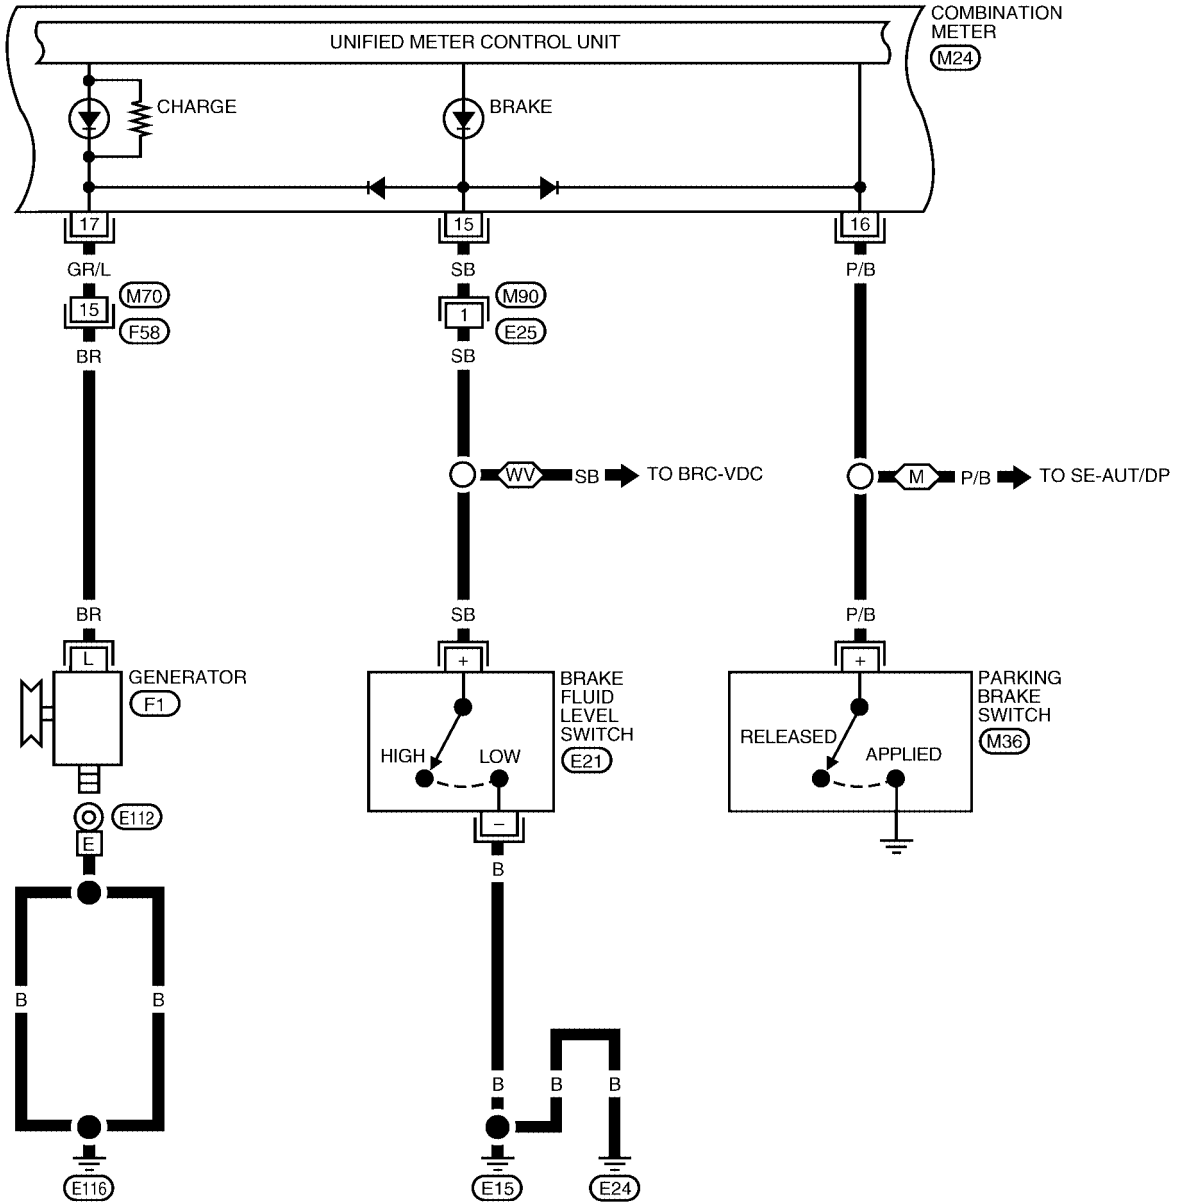 COMBINATION
METER
M24
UNIFIED METER CONTROL UNIT
CHARGE
BRAKE
17
15
16
GR/L
SB
P/B
M70
M90
15
1
F58
E25
BR
SB
WV
SB
TO BRC-VDC
M
P/B
TO SE-AUT/DP
BR
SB
P/B
L
+
+
GENERATOR
F1
BRAKE
FLUID
LEVEL
SWITCH
E21
HIGH
LOW
PARKING
BRAKE
SWITCH
M36
RELEASED
APPLIED
–
E112
E
B
B
B
B
B
B
E116
E15
E24